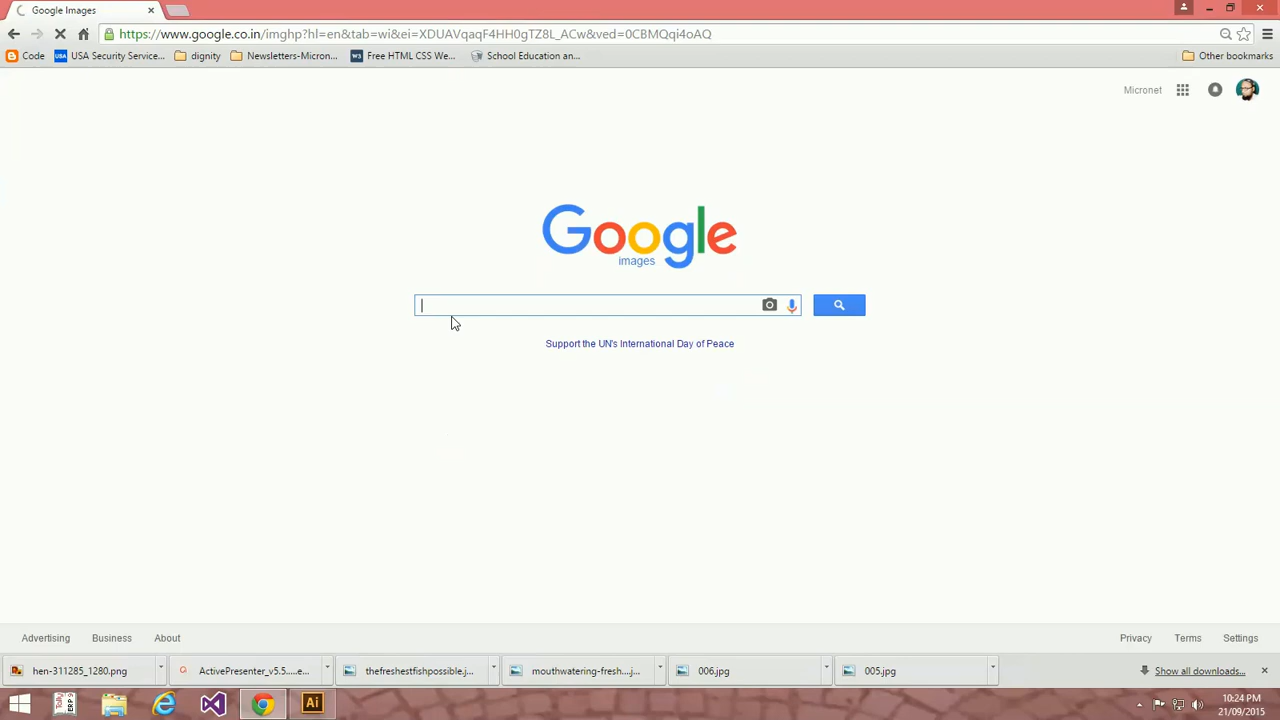 Google Images
https://www.google.co.in/imghp?hl=en&tab=wi&ei=XDUAVqaqF4HH0gTZ8L_ACw&ved=0CBMQqi4oAQ
Code
USA Security Service...
dignity
Newsletters-Micron...
W3
Free HTML CSS We...
School Education an...
Other bookmarks
Micronet
Google
images
Support the UN's International Day of Peace
Advertising
Business
About
Privacy
Terms
Settings
hen-311285_1280.png
ActivePresenter_v5.5....e...
thefreshestfishpossible.j...
mouthwatering-fresh....j...
006.jpg
005.jpg
Show all downloads...
Ai
10:24 PM
21/09/2015